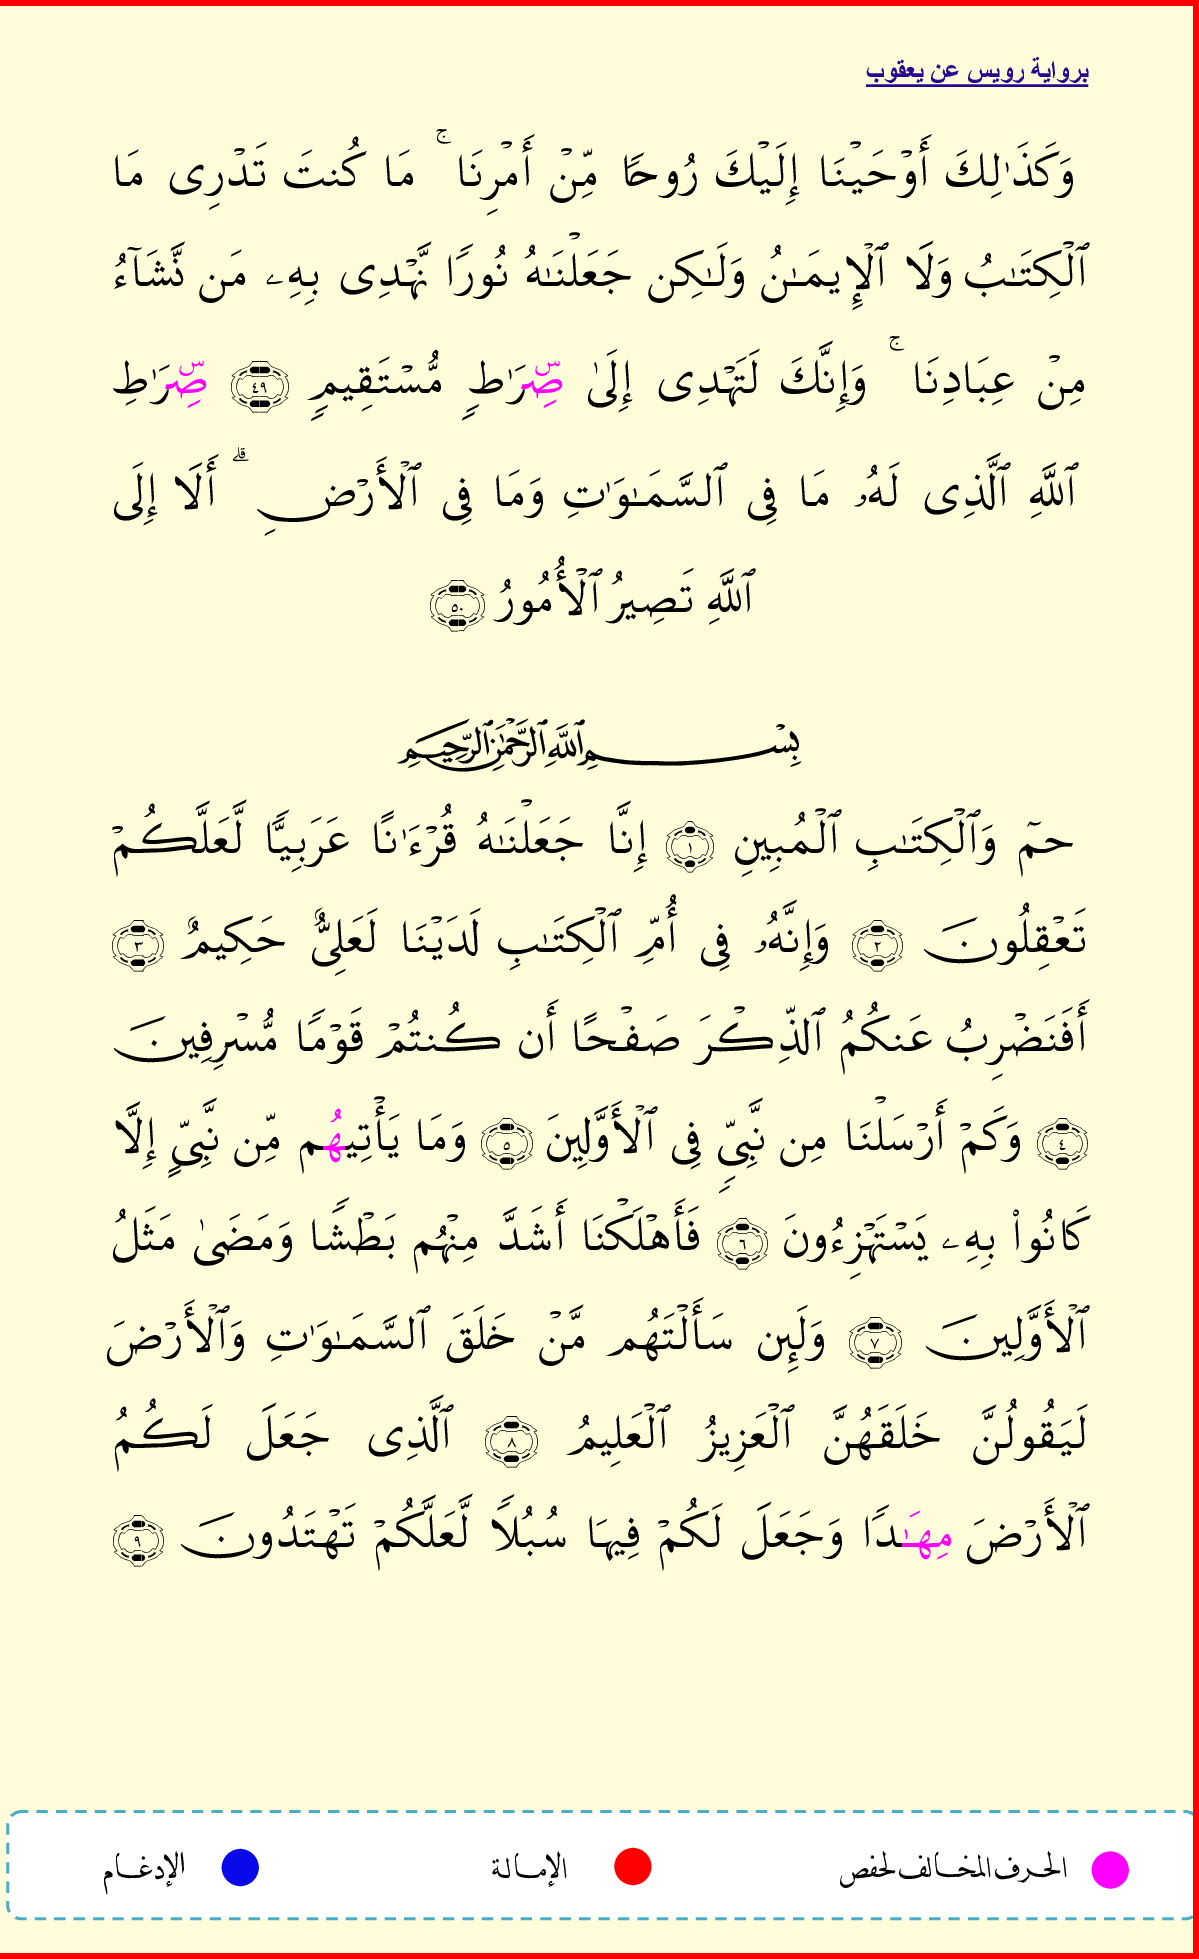 برواية رويس عن يعقوب
وَكَذَٰلِكَ أَوۡحَيۡنَا إِلَيۡكَ رُوحٗا مِّنۡ أَمۡرِنَاۚ مَا كُنتَ تَدۡرِى مَا
ٱلۡكِتَـٰبُ وَلَا ٱلۡإِيمَـٰنُ وَلَـٰكِن جَعَلۡنَـٰهُ نُورٗا نَّهۡدِى بِهِۦ مَن نَّشَآءُ
مِنۡ عِبَادِنَاۚ وَإِنَّكَ لَتَهۡدِى إِلَىٰ صِّرَٰطٖ مُّسۡتَقِيمٖ ٤٩ صِّرَٰطِ
ٱللَّهِ ٱلَّذِى لَهُۥ مَا فِى ٱلسَّمَـٰوَٰتِ وَمَا فِى ٱلۡأَرۡضِۗ أَلَا إِلَى
ٱللَّهِ تَصِيرُ ٱلۡأُمُورُ ٥٠
بِسۡمِ ٱللَّهِ ٱلرَّحۡمَٰنِ ٱلرَّحِيمِ
حمٓ وَٱلۡكِتَـٰبِ ٱلۡمُبِينِ ١ إِنَّا جَعَلۡنَـٰهُ قُرۡءَٰنًا عَرَبِيّٗا لَّعَلَّكُمۡ
تَعۡقِلُونَ ٢ وَإِنَّهُۥ فِى أُمِّ ٱلۡكِتَـٰبِ لَدَيۡنَا لَعَلِىٌّ حَكِيمٌ ٣
أَفَنَضۡرِبُ عَنكُمُ ٱلذِّكۡرَ صَفۡحًا أَن كُنتُمۡ قَوۡمٗا مُّسۡرِفِينَ
٤ وَكَمۡ أَرۡسَلۡنَا مِن نَّبِيّٖ فِى ٱلۡأَوَّلِينَ ٥ وَمَا يَأۡتِيهُم مِّن نَّبِيٍّ إِلَّا
كَانُوا۟ بِهِۦ يَسۡتَهۡزِءُونَ ٦ فَأَهۡلَكۡنَا أَشَدَّ مِنۡهُم بَطۡشٗا وَمَضَىٰ مَثَلُ
ٱلۡأَوَّلِينَ ٧ وَلَئِن سَأَلۡتَهُم مَّنۡ خَلَقَ ٱلسَّمَـٰوَٰتِ وَٱلۡأَرۡضَ
لَيَقُولُنَّ خَلَقَهُنَّ ٱلۡعَزِيزُ ٱلۡعَلِيمُ ٨ ٱلَّذِى جَعَلَ لَكُمُ
ٱلۡأَرۡضَ مِهَـٰدٗا وَجَعَلَ لَكُمۡ فِيهَا سُبُلٗا لَّعَلَّكُمۡ تَهۡتَدُونَ ٩
الحرف المخالف لحفص الإمالة الإدغام